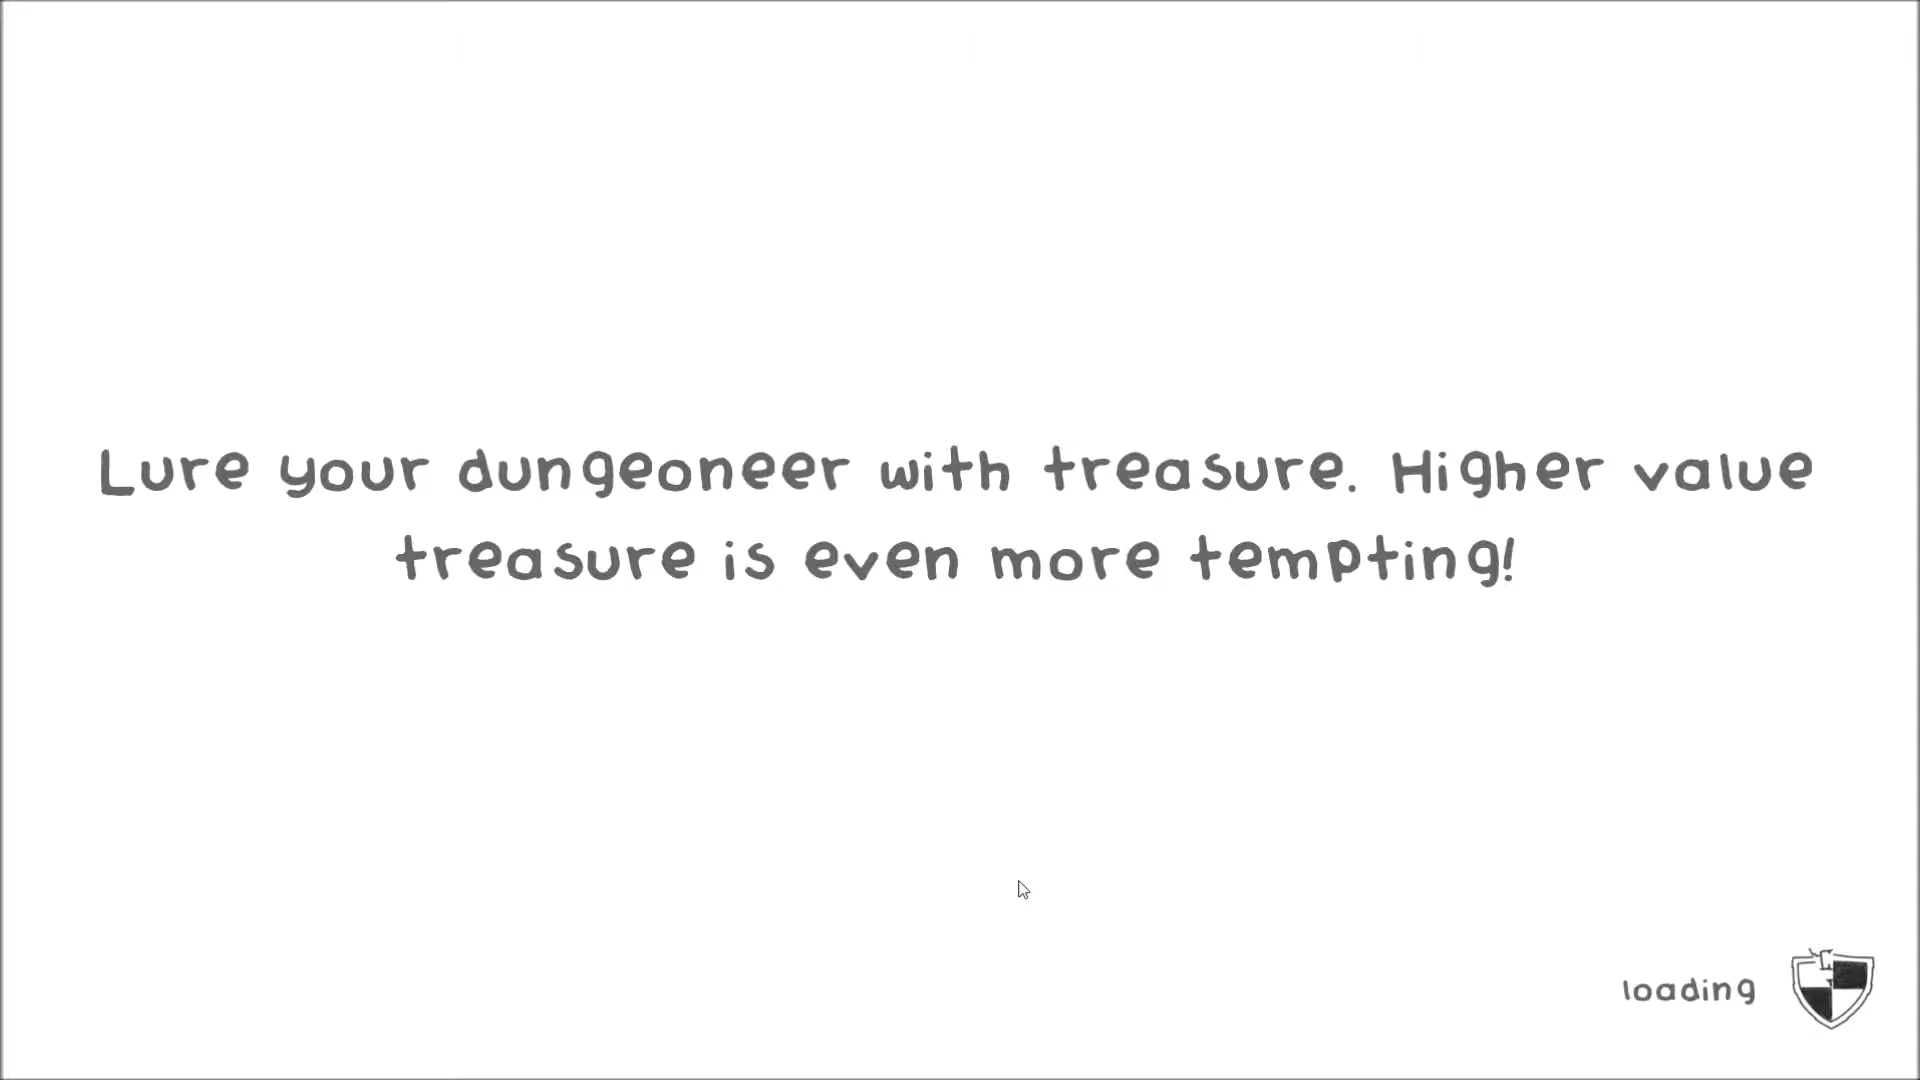 Lure your dungeoneer with treasure. Higher value
treasure is even more tempting!
loading